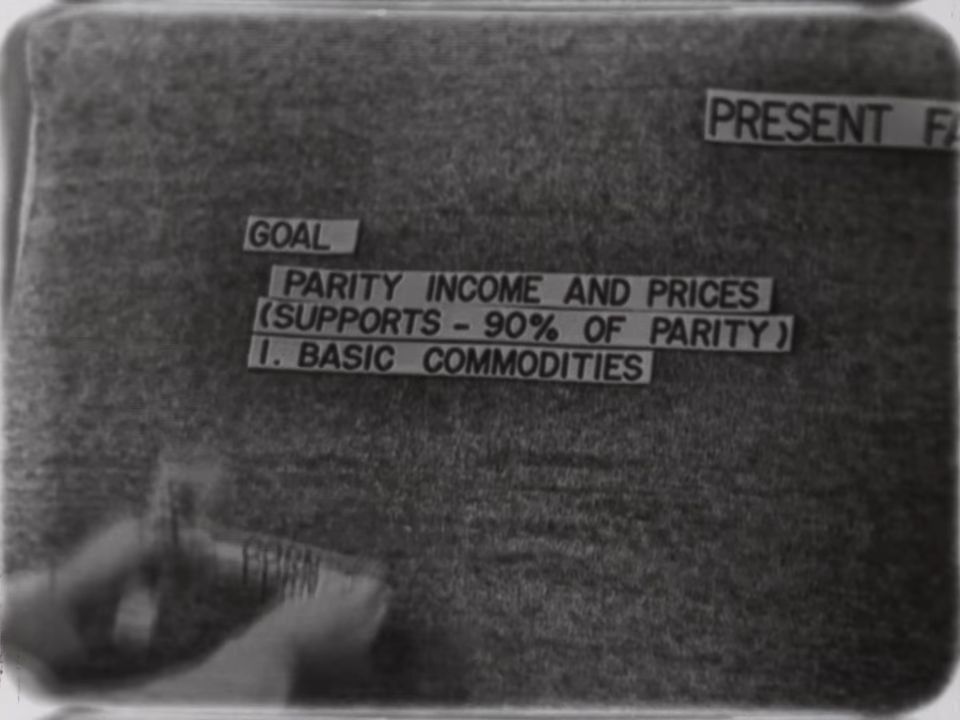 PRESENT
GOAL
PARITY INCOME AND PRICES
(SUPPORTS - 90% OF PARITY)
1. BASIC COMMODITIES